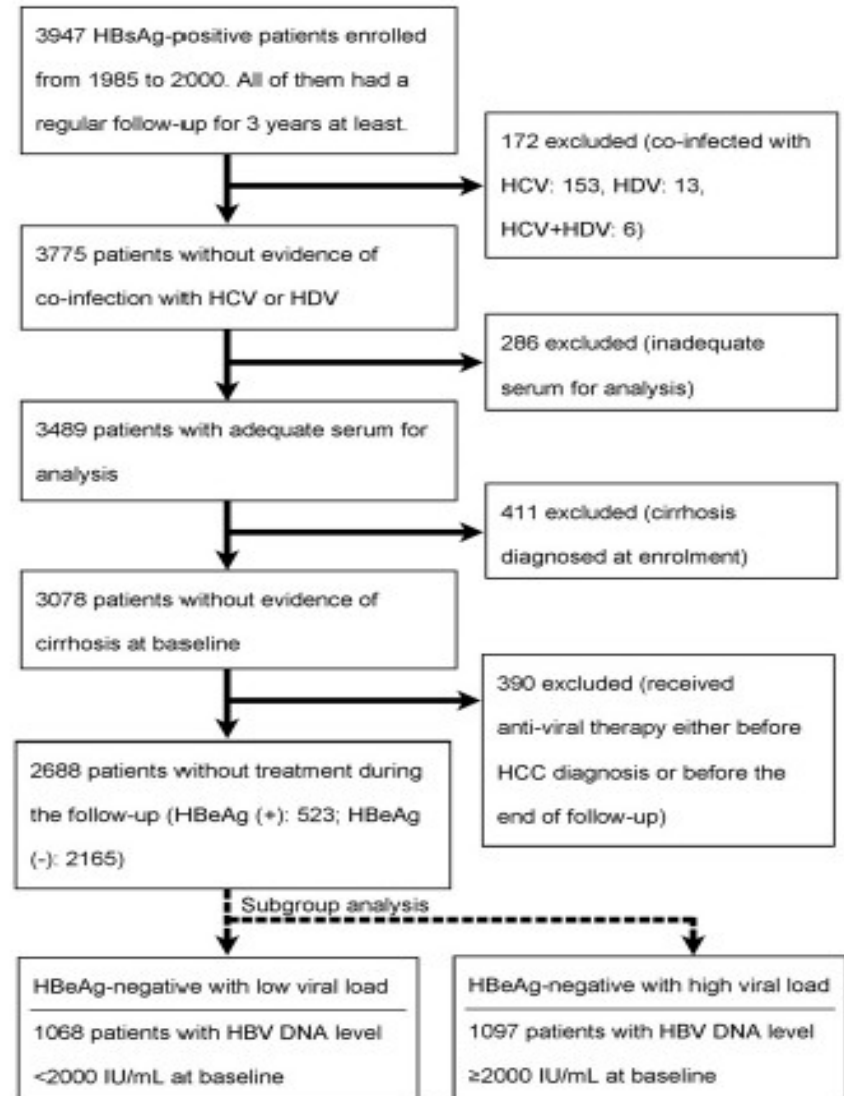 3947 HBsAg-positive patients enrolled
from 1985 to 2000. All of them had a
regular follow-up for 3 years at least.
172 excluded (co-infected with
HCV: 153, HDV: 13,
HCV+HDV: 6)
3775 patients without evidence of
co-infection with HCV or HDV
286 excluded (inadequate
serum for analysis)
3489 patients with adequate serum for
analysis
411 excluded (cirrhosis
diagnosed at enrolment)
3078 patients without evidence of
cirrhosis at baseline
390 excluded (received
anti-viral therapy either before
HCC diagnosis or before the
end of follow-up)
2688 patients without treatment during
the follow-up (HBeAg (+): 523; HBeAg
(-): 2165)
Subgroup analysis
HBeAg-negative with low viral load
1068 patients with HBV DNA level
<2000 IU/mL at baseline
HBeAg-negative with high viral load
1097 patients with HBV DNA level
≥2000 IU/mL at baseline